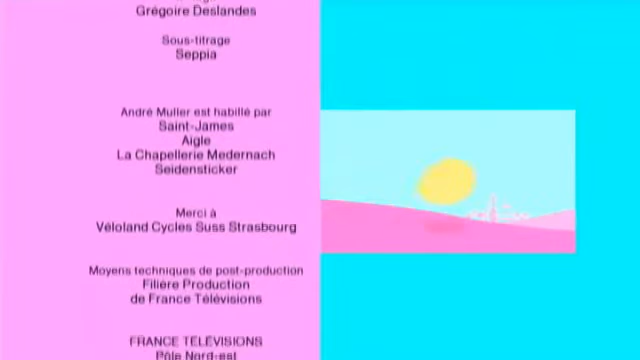 Grégoire Deslandes
Sous-titrage
Seppia
André Muller est habillé par
Saint-James
Aigle
La Chapellerie Medernach
Seidensticker
Merci à
Véloland Cycles Suss Strasbourg
Moyens techniques de post-production
Filière Production
de France Télévisions
FRANCE TÉLÉVISIONS
Pôle Nord-est